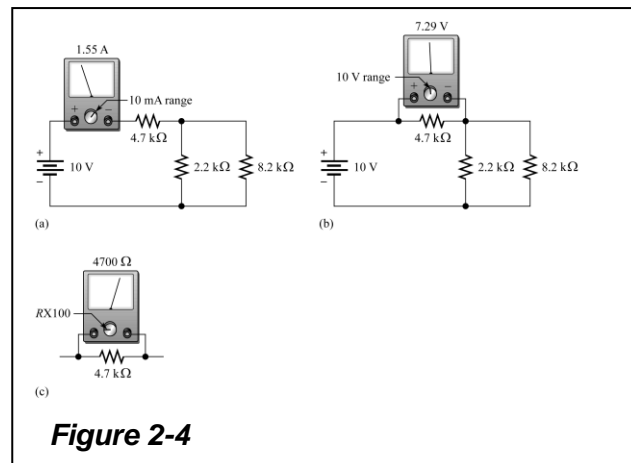 1.55 A
10 mA range
+ −
4.7 kΩ
+
10 V
−
2.2 kΩ
8.2 kΩ
(a)
7.29 V
10 V range
+ −
4.7 kΩ
+
10 V
−
2.2 kΩ
8.2 kΩ
(b)
4700 Ω
RX100
4.7 kΩ
(c)
Figure 2-4